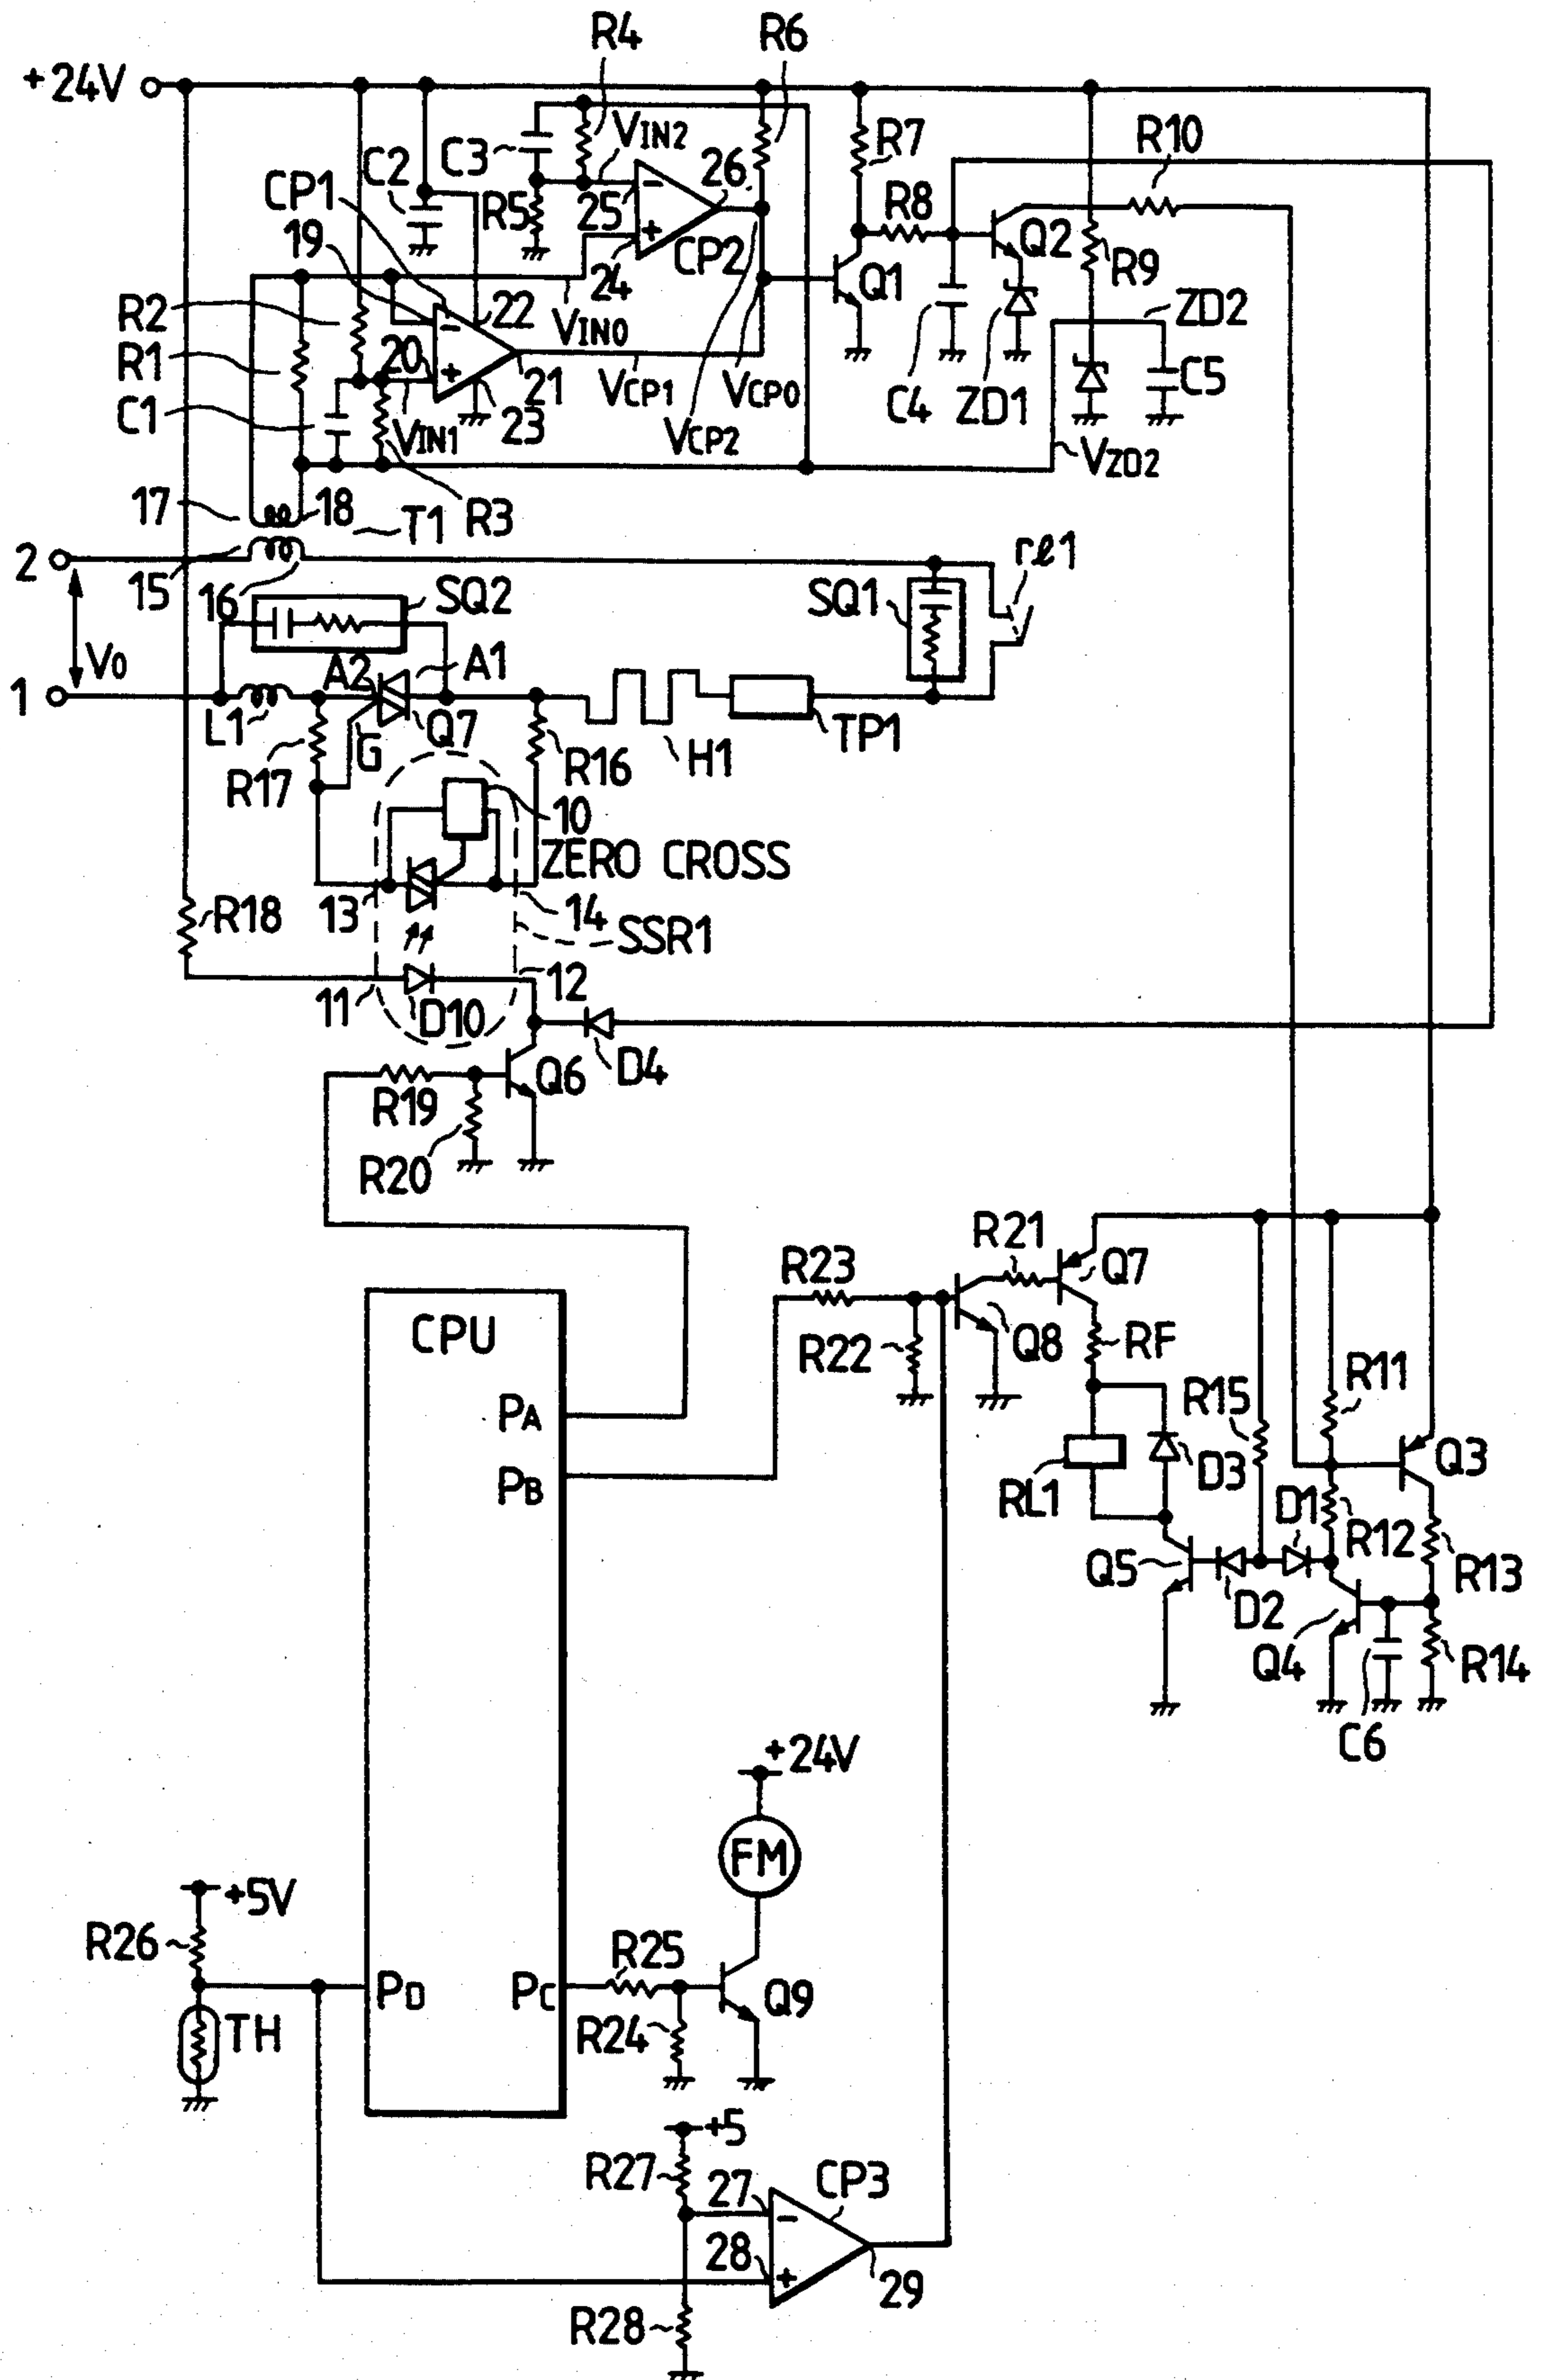 R4
R6
+24V
R7
R10
C3
VIN2
CP1
C2
26
R8
19
R5
25
Q2
CP2
R9
24
Q1
R2
22
ZD2
VIN0
R1
20
21
C5
C1
VCP1
VCP0
C4
ZD1
23
VIN1
VCP2
VZD2
17
18
R3
T1
2
rl1
15
16
SQ2
SQ1
V0
A2
A1
1
L1
Q7
TP1
G
R16
H1
R17
10
ZERO CROSS
13
14
R18
SSR1
12
11
D10
D4
Q6
R19
R20
R21
R23
Q7
CPU
Q8
RF
R22
R11
PA
R15
Q3
PB
D3
RL1
D1
R12
Q5
R13
D2
Q4
R14
C6
+24V
FM
+5V
R26
R25
PD
PC
Q9
TH
R24
+5
R27
CP3
27
28
29
R28